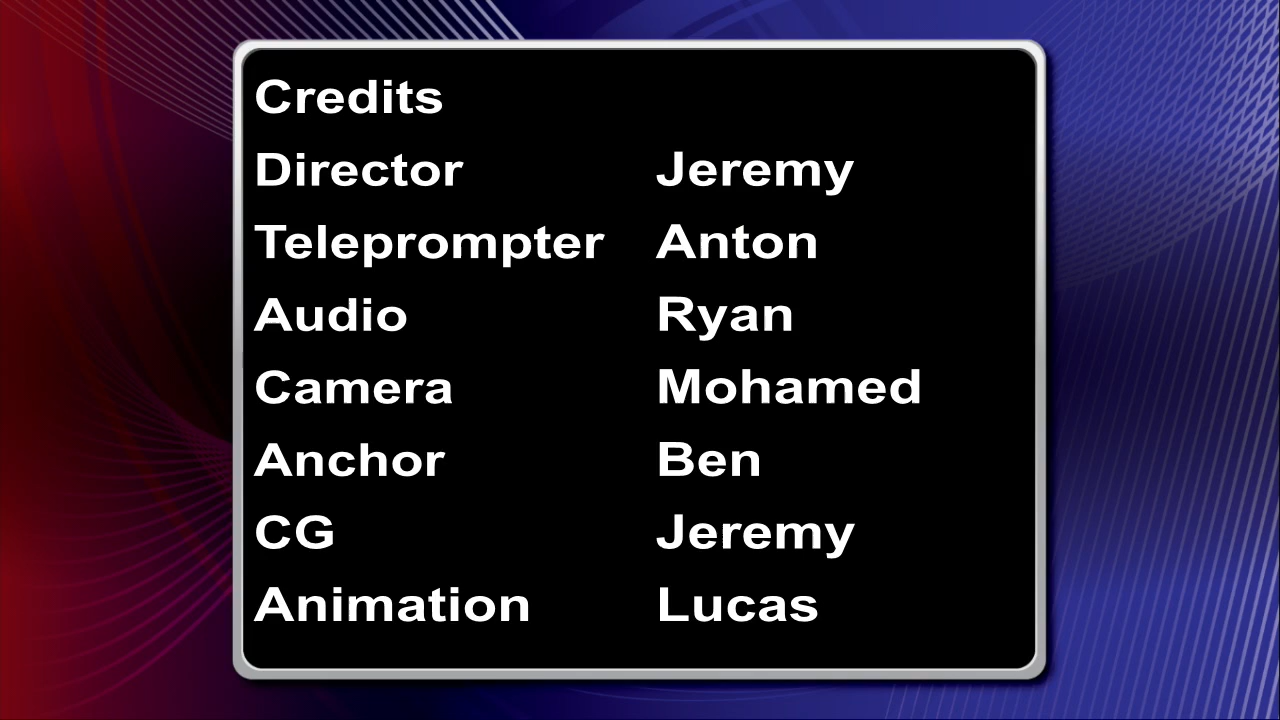 Credits
Director Jeremy
Teleprompter Anton
Audio Ryan
Camera Mohamed
Anchor Ben
CG Jeremy
Animation Lucas